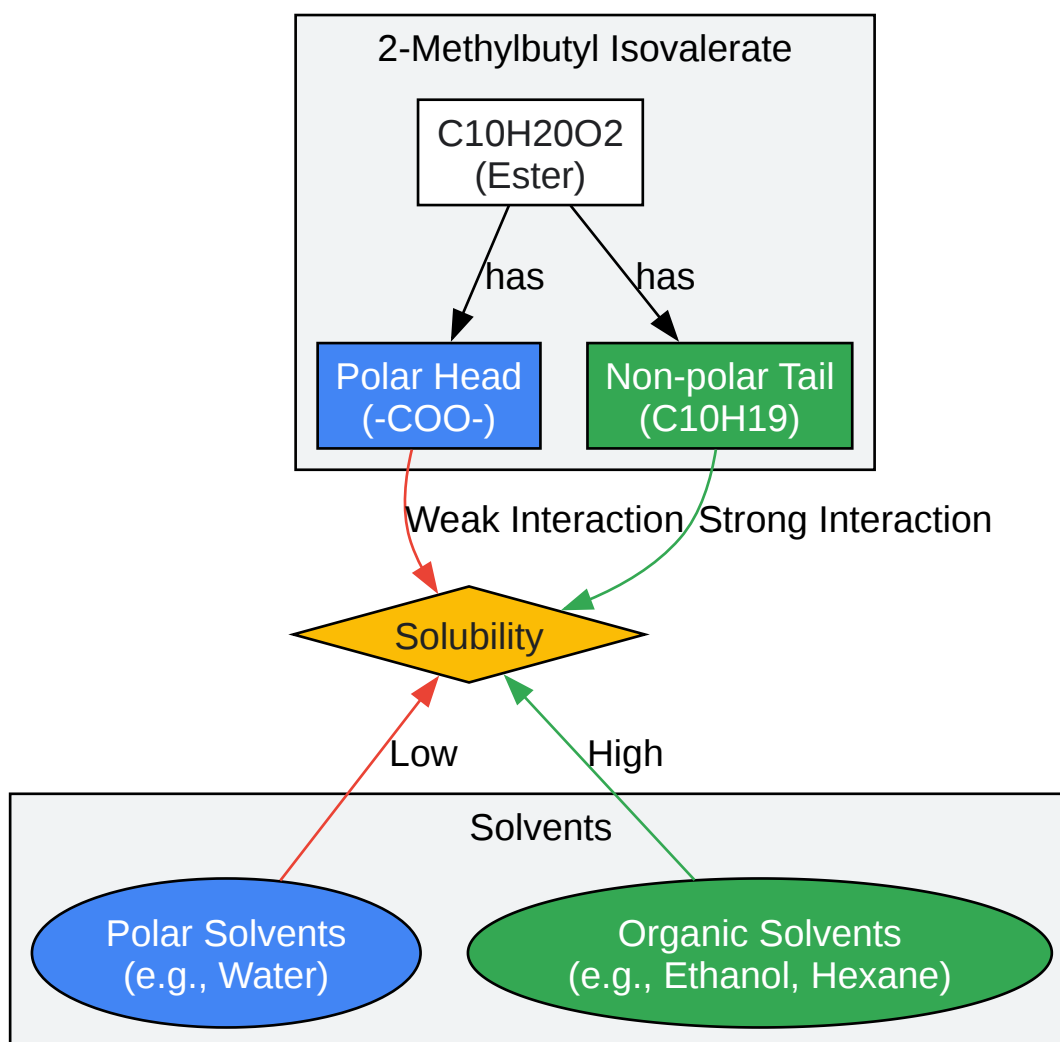 2-Methylbutyl Isovalerate
C10H20O2
(Ester)
has
has
Polar Head
(-COO-)
Non-polar Tail
(C10H19)
Weak Interaction
Strong Interaction
Solubility
Low
High
Solvents
Polar Solvents
(e.g., Water)
Organic Solvents
(e.g., Ethanol, Hexane)